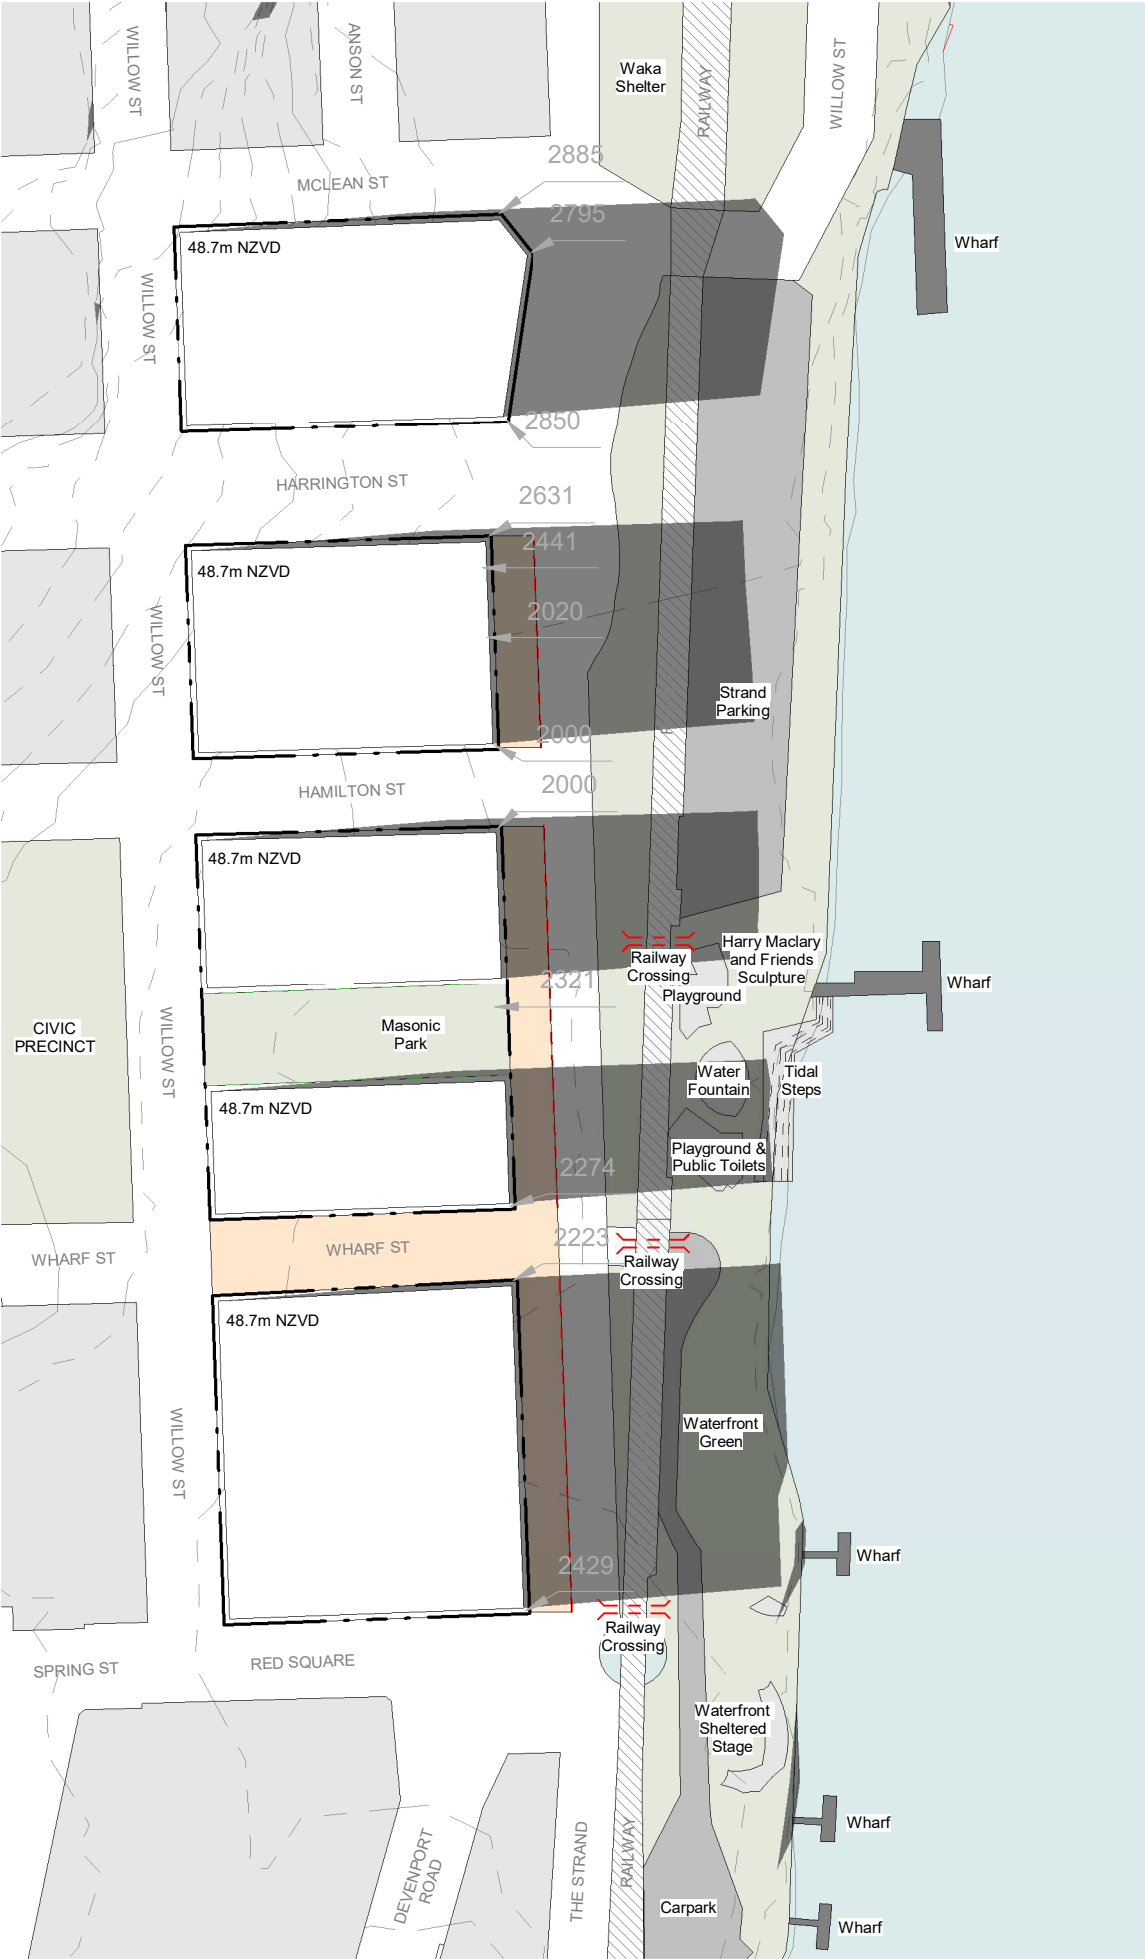 WILLOW ST
ANSON ST
Waka
Shelter
RAILWAY
WILLOW ST
MCLEAN ST
2885
2795
48.7m NZVD
Wharf
WILLOW ST
2850
HARRINGTON ST
2631
2441
48.7m NZVD
2020
WILLOW ST
Strand
Parking
2000
HAMILTON ST
2000
48.7m NZVD
Railway
Crossing
Harry Maclary
and Friends
Sculpture
Playground
2321
Wharf
CIVIC
PRECINCT
WILLOW ST
Masonic
Park
Water
Fountain
Tidal
Steps
48.7m NZVD
Playground &
Public Toilets
2274
WHARF ST
WHARF ST
2223
Railway
Crossing
48.7m NZVD
WILLOW ST
Waterfront
Green
2429
Wharf
Railway
Crossing
SPRING ST
RED SQUARE
Waterfront
Sheltered
Stage
Wharf
DEVENPORT
ROAD
THE STRAND
RAILWAY
Carpark
Wharf